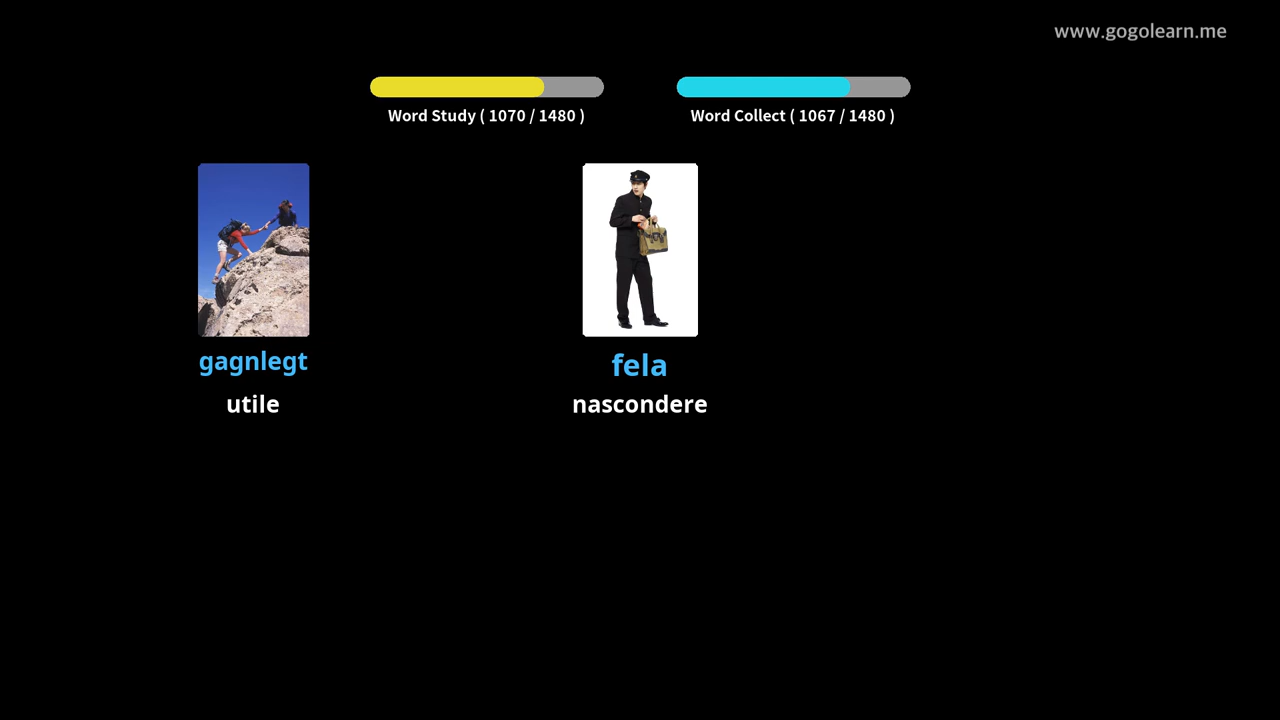 www.gogolearn.me
Word Study ( 1070 / 1480 )
Word Collect ( 1067 / 1480 )
gagnlegt
utile
fela
nascondere